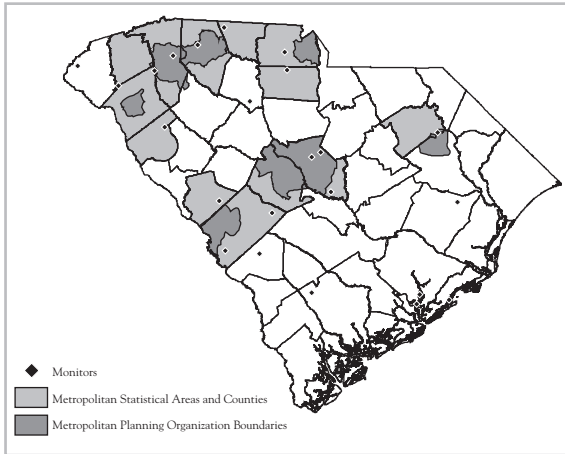 Monitors
Metropolitan Statistical Areas and Counties
Metropolitan Planning Organization Boundaries